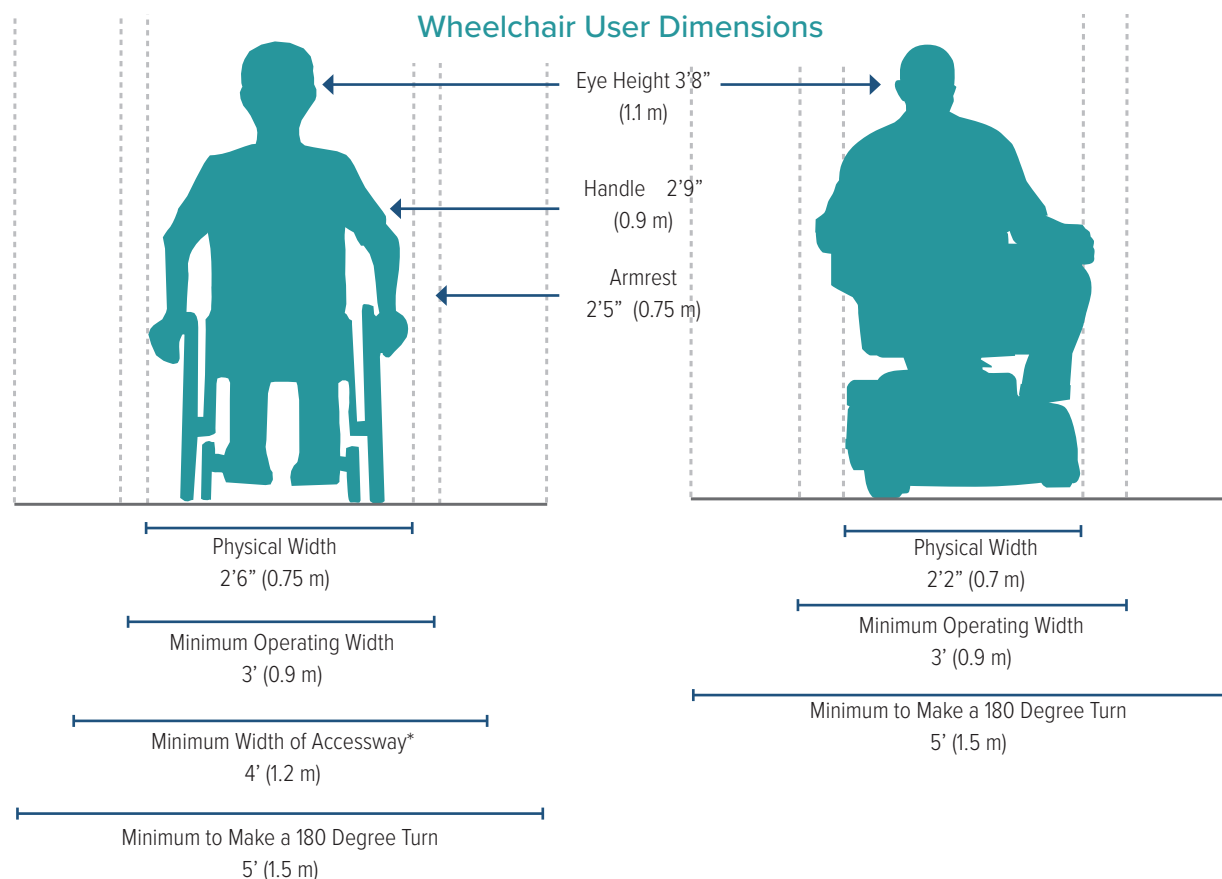 Wheelchair User Dimensions
Eye Height 3’8”
(1.1 m)
Handle 2’9”
(0.9 m)
Armrest
2’5” (0.75 m)
Physical Width
2’6” (0.75 m)
Minimum Operating Width
3’ (0.9 m)
Minimum Width of Accessway*
4’ (1.2 m)
Minimum to Make a 180 Degree Turn
5’ (1.5 m)
Physical Width
2’2” (0.7 m)
Minimum Operating Width
3’ (0.9 m)
Minimum to Make a 180 Degree Turn
5’ (1.5 m)